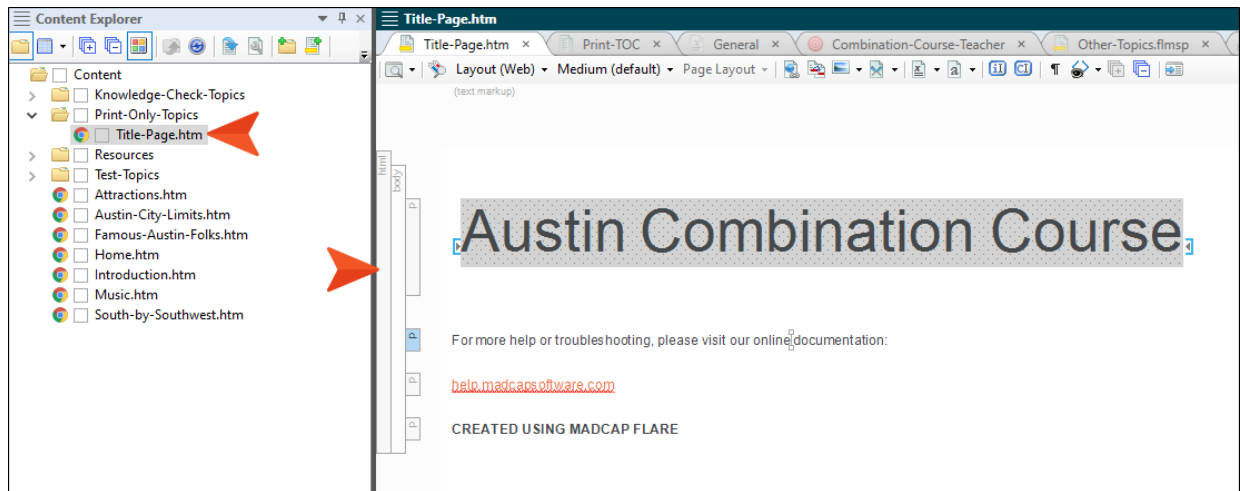 Content Explorer
Title-Page.htm
Title-Page.htm
Print-TOC
General
Combination-Course-Teacher
Other-Topics.flmsp
Layout (Web)
Medium (default)
Page Layout
Content
Knowledge-Check-Topics
Print-Only-Topics
Title-Page.htm
Resources
Test-Topics
Attractions.htm
Austin-City-Limits.htm
Famous-Austin-Folks.htm
Home.htm
Introduction.htm
Music.htm
South-by-Southwest.htm
(text markup)
html
body
p
Austin Combination Course
p
For more help or troubleshooting, please visit our online documentation:
p
help.madcapsoftware.com
p
CREATED USING MADCAP FLARE